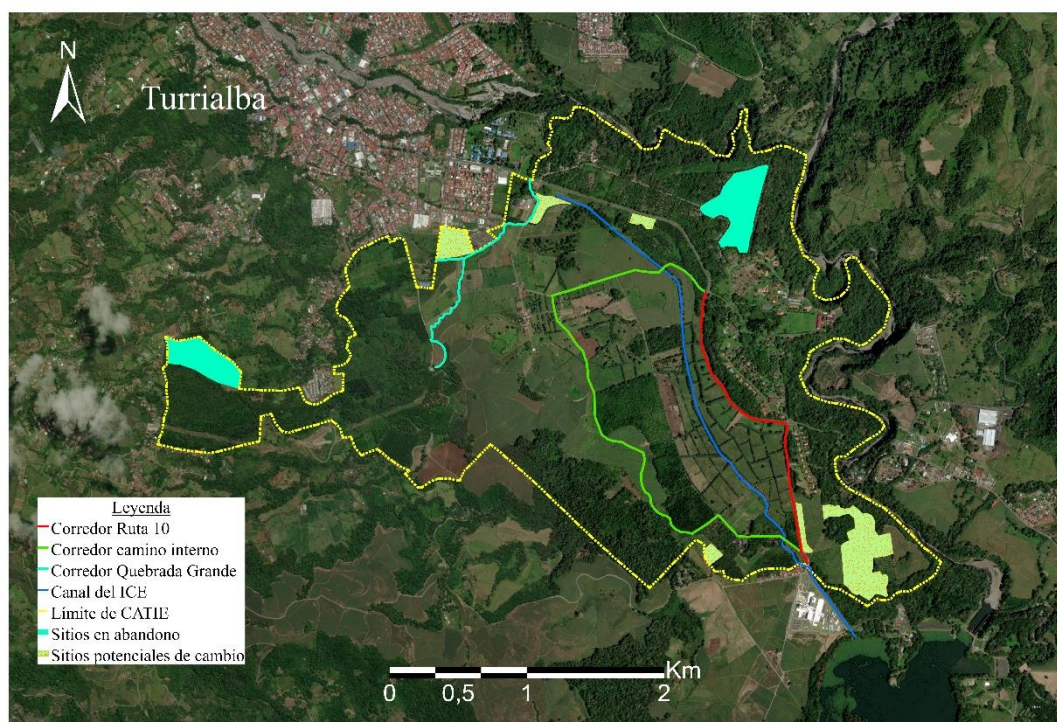 N
Turrialba
Leyenda
Corredor Ruta 10
Corredor camino interno
Corredor Quebrada Grande
Canal del ICE
Límite de CATIE
Sitios en abandono
Sitios potenciales de cambio
Km
0 0,5 1 2